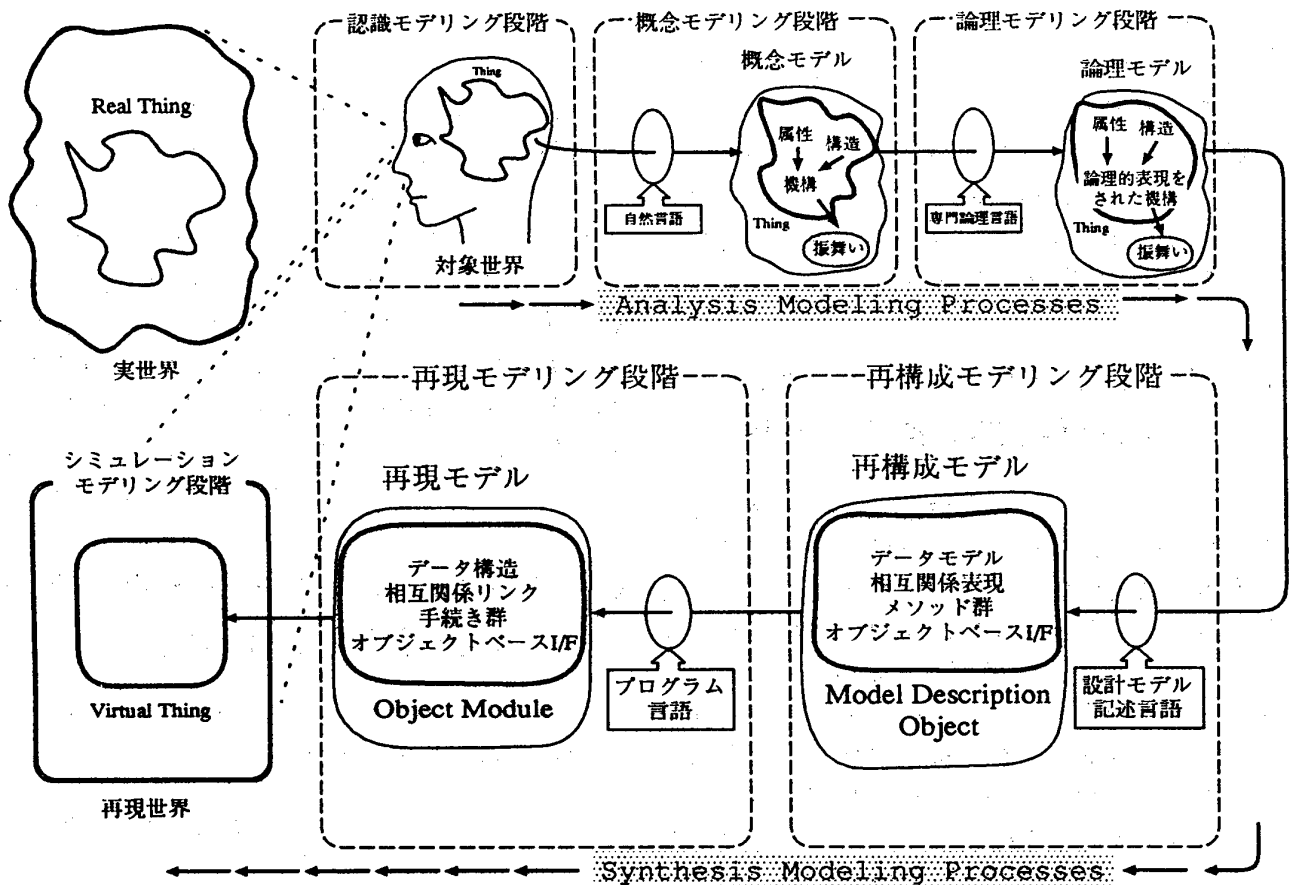 認識モデリング段階
概念モデリング段階
論理モデリング段階
Real Thing
実世界
Thing
対象世界
自然言語
概念モデル
属性
構造
機構
Thing
振舞い
専門論理言語
論理モデル
属性
構造
論理的表現を
された機構
Thing
振舞い
Analysis Modeling Processes
再構成モデリング段階
再構成モデル
データモデル
相互関係表現
メソッド群
オブジェクトベースI/F
Model Description
Object
設計モデル
記述言語
再現モデリング段階
再現モデル
データ構造
相互関係リンク
手続き群
オブジェクトベースI/F
Object Module
プログラム
言語
シミュレーション
モデリング段階
Virtual Thing
再現世界
Synthesis Modeling Processes